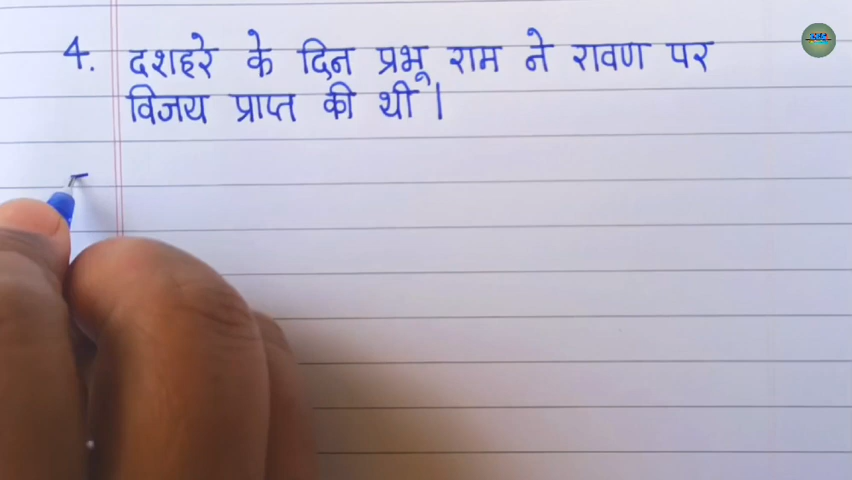 4. दशहरे के दिन प्रभू राम ने रावण पर
विजय प्राप्त की थी।